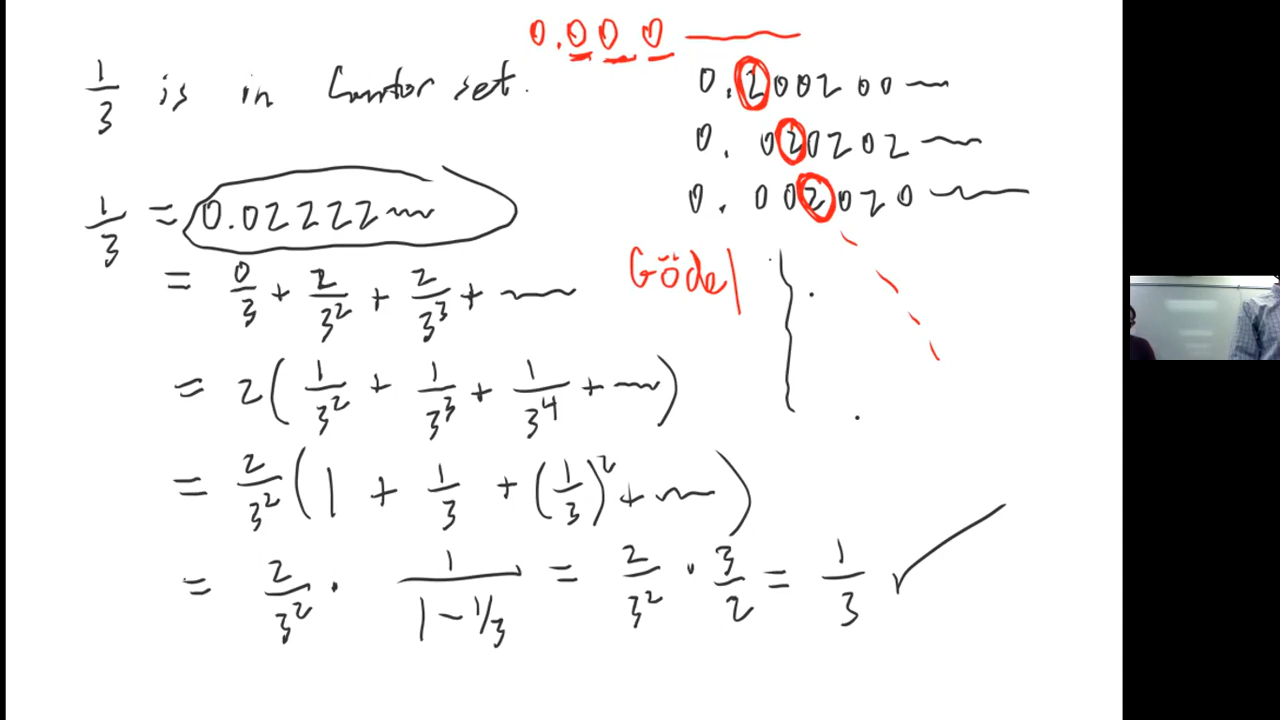 0.000
1/3 is in Cantor set.
0.200200
0.020202
0.002020
1/3 = 0.02222
= 0/3 + 2/3² + 2/3³ +
Gödel
= 2(1/3² + 1/3³ + 1/3⁴ + )
= 2/3² (1 + 1/3 + (1/3)² + )
= 2/3² · 1/(1 - 1/3) = 2/3² · 3/2 = 1/3 ✓